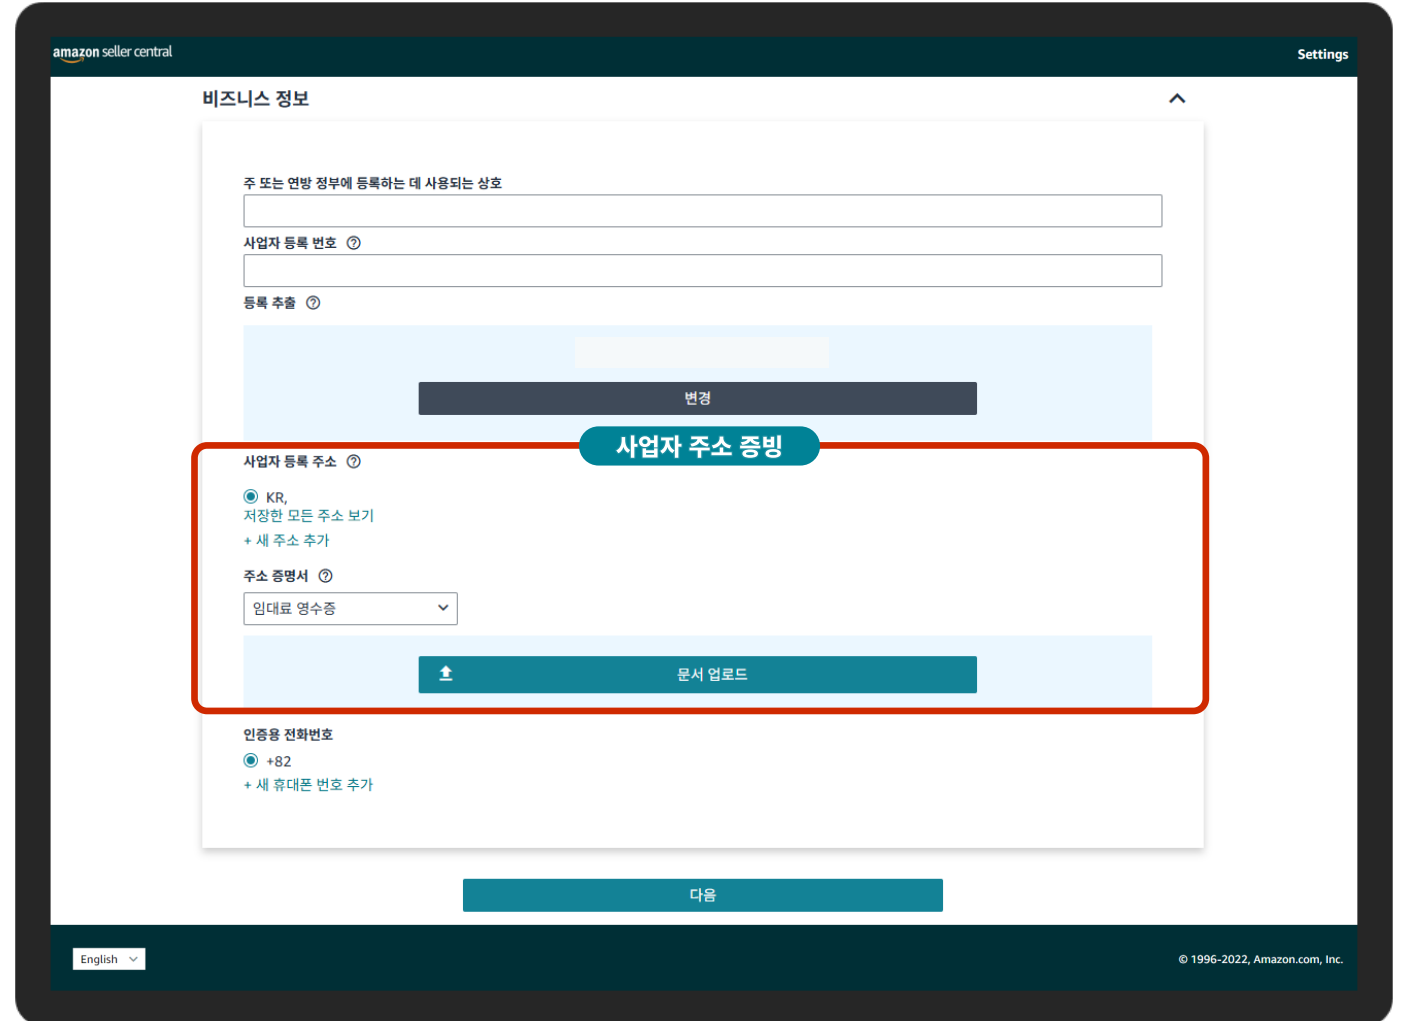 amazon seller central
Settings
비즈니스 정보
주 또는 연방 정부에 등록하는 데 사용되는 상호
사업자 등록 번호
등록 추출
변경
사업자 주소 증빙
사업자 등록 주소
KR,
저장한 모든 주소 보기
+ 새 주소 추가
주소 증명서
임대료 영수증
문서 업로드
인증용 전화번호
+82
+ 새 휴대폰 번호 추가
다음
English
© 1996-2022, Amazon.com, Inc.